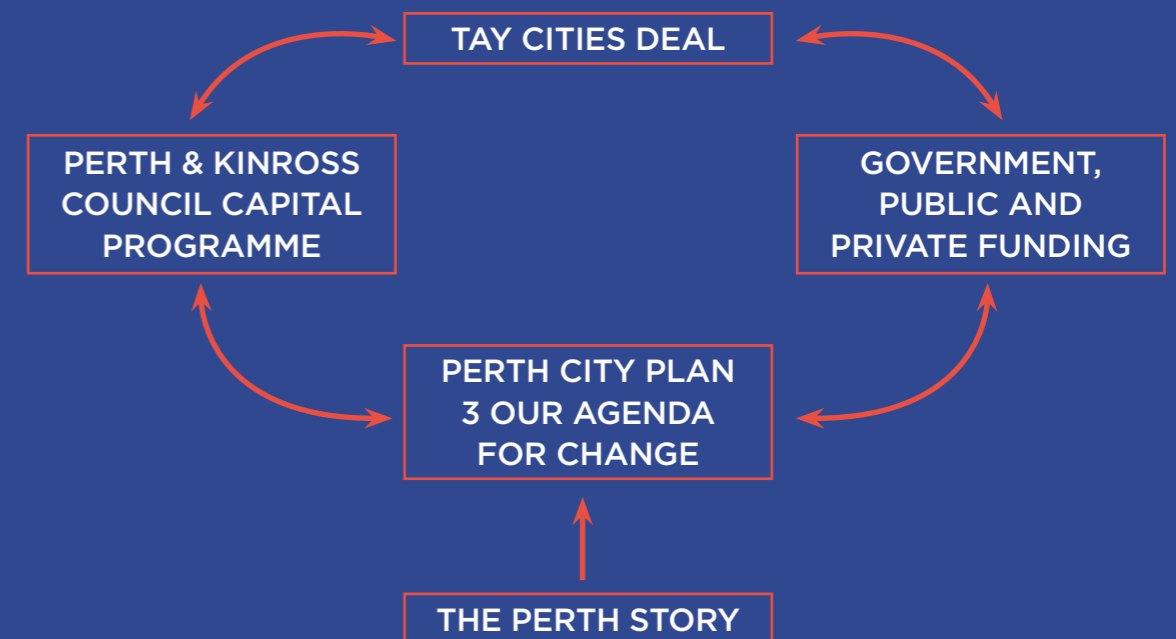 TAY CITIES DEAL
PERTH & KINROSS
COUNCIL CAPITAL
PROGRAMME
GOVERNMENT,
PUBLIC AND
PRIVATE FUNDING
PERTH CITY PLAN
3 OUR AGENDA
FOR CHANGE
THE PERTH STORY